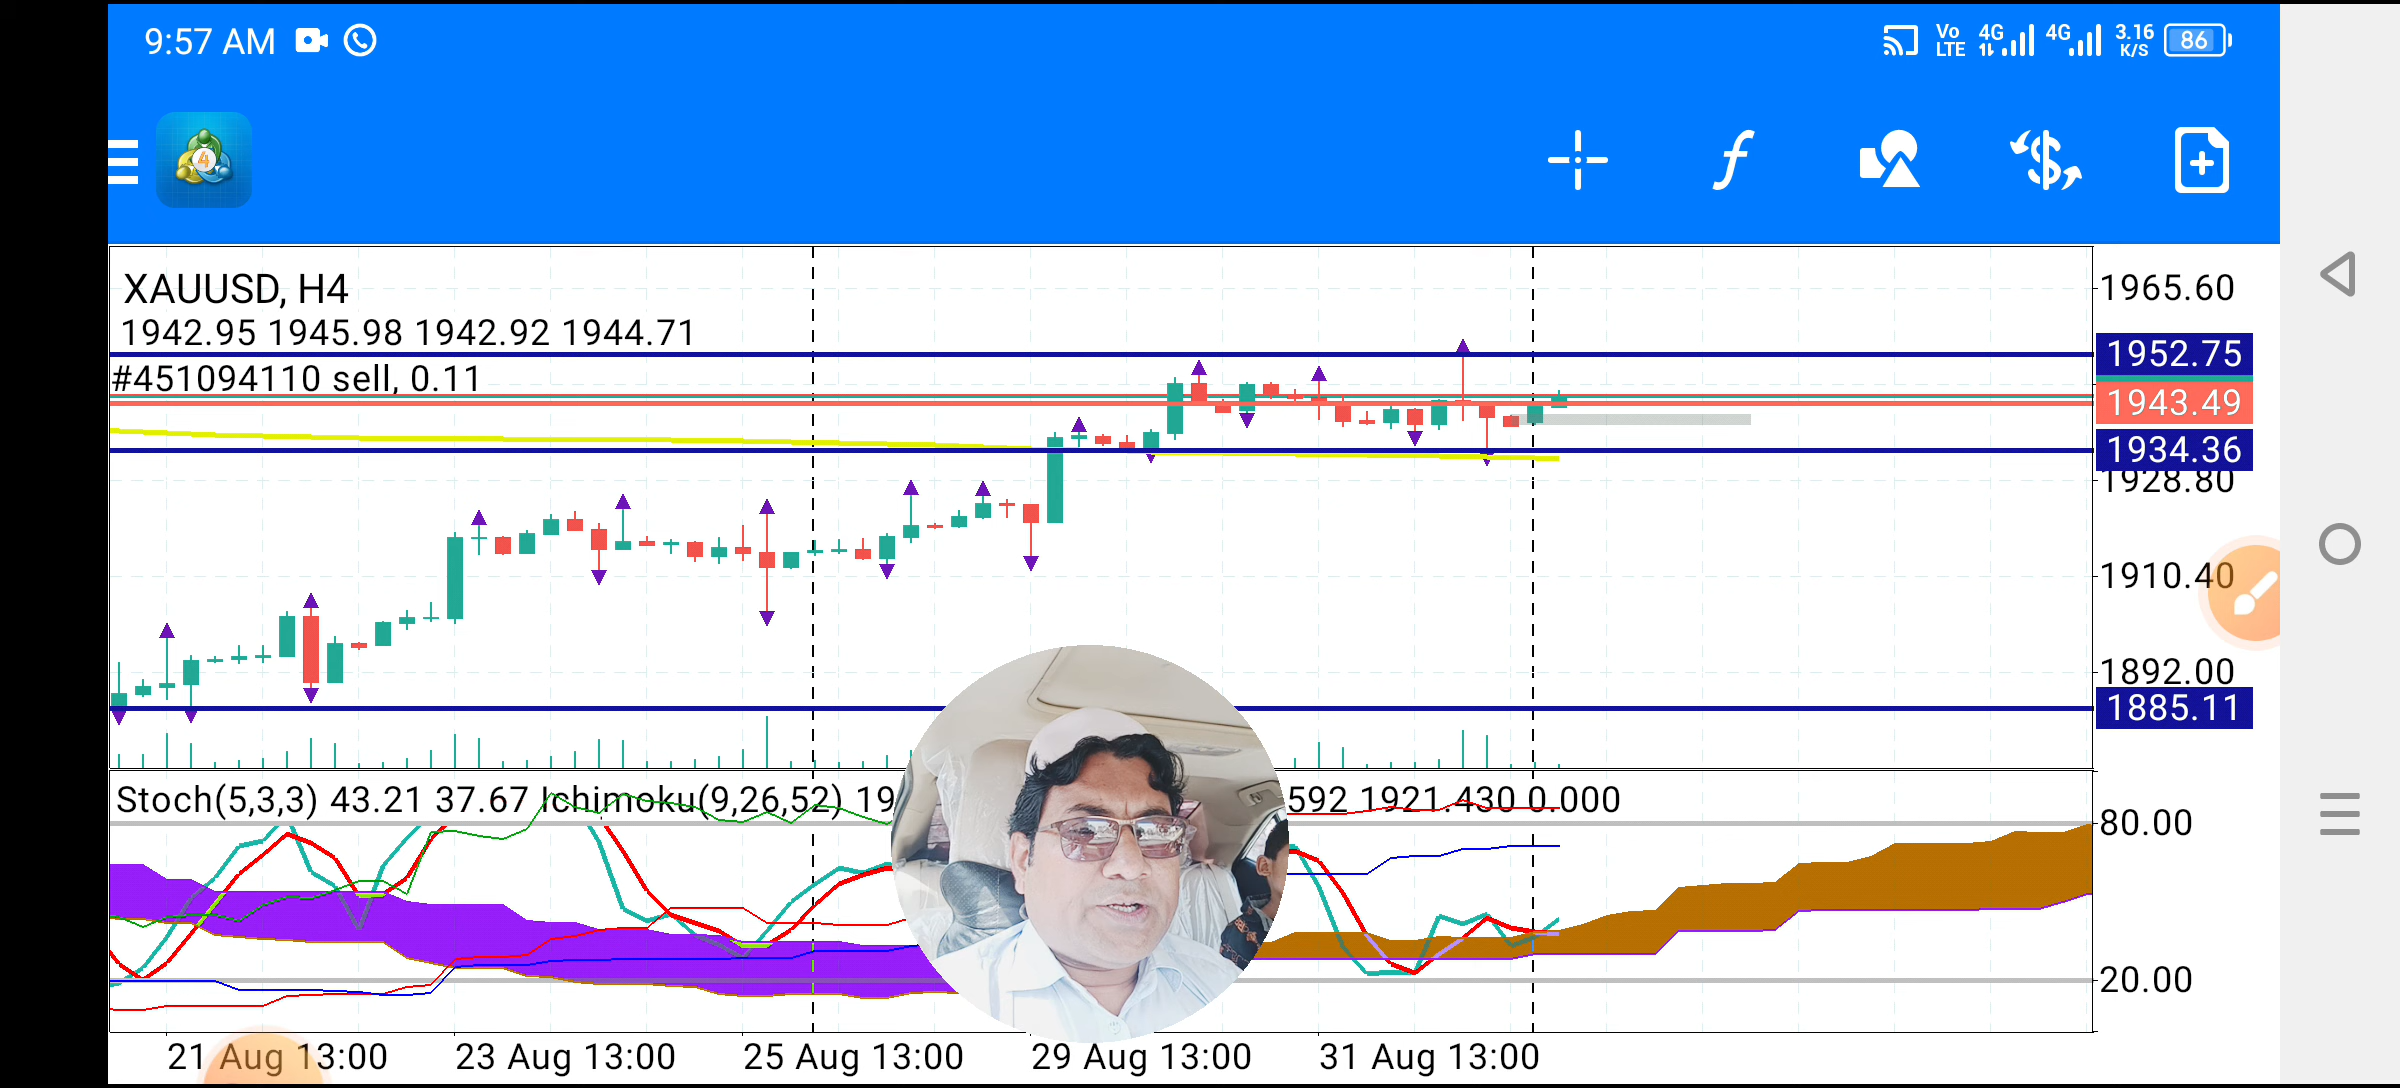 9:57 AM
Vo LTE 4G 4G 3.16 K/S 86
4
XAUUSD, H4
1942.95 1945.98 1942.92 1944.71
#451094110 sell, 0.11
1965.60
1952.75
1943.49
1934.36
1928.80
1910.40
1892.00
1885.11
Stoch(5,3,3) 43.21 37.67 Ichimoku(9,26,52) 19 592 1921.430 0.000
80.00
20.00
21 Aug 13:00 23 Aug 13:00 25 Aug 13:00 29 Aug 13:00 31 Aug 13:00